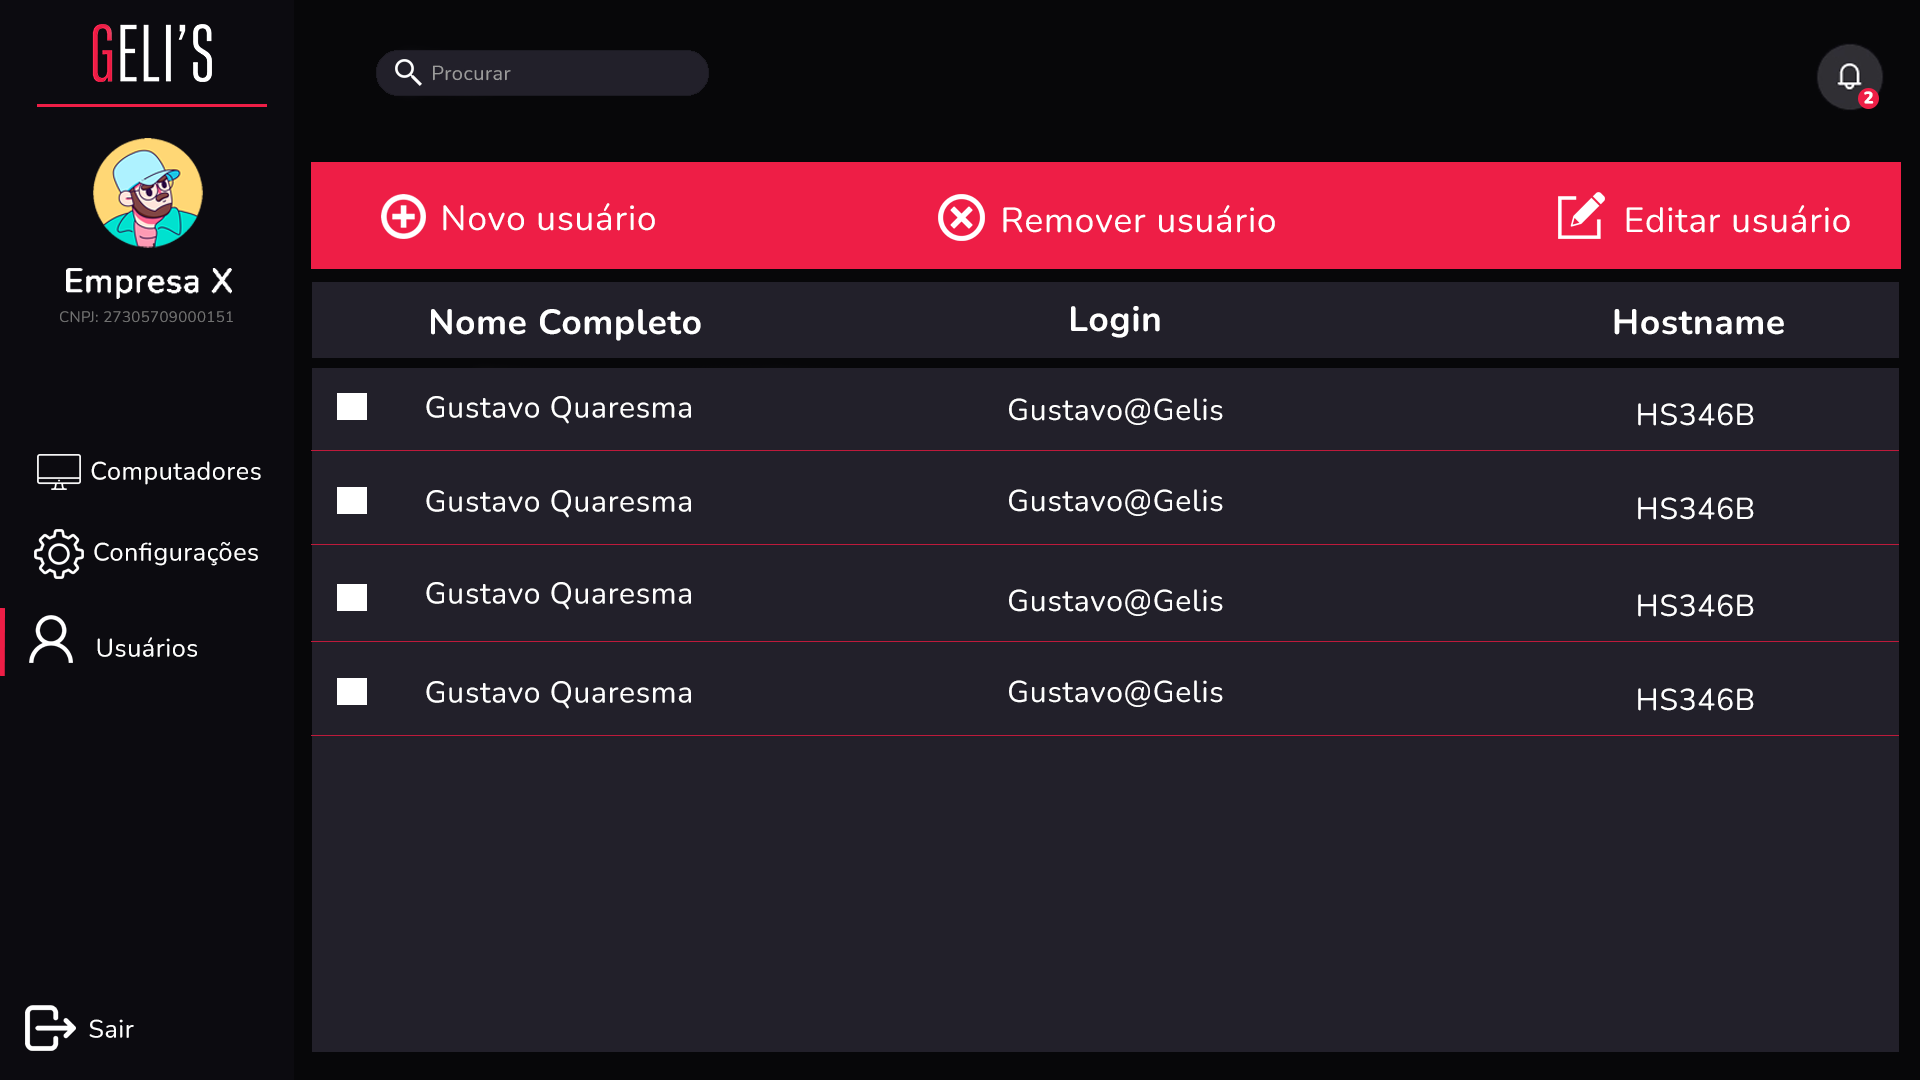 GELI'S
Procurar
2
Empresa X
CNPJ: 27305709000151
Computadores
Configurações
Usuários
Sair
Novo usuário Remover usuário Editar usuário
Nome Completo Login Hostname
Gustavo Quaresma Gustavo@Gelis HS346B
Gustavo Quaresma Gustavo@Gelis HS346B
Gustavo Quaresma Gustavo@Gelis HS346B
Gustavo Quaresma Gustavo@Gelis HS346B